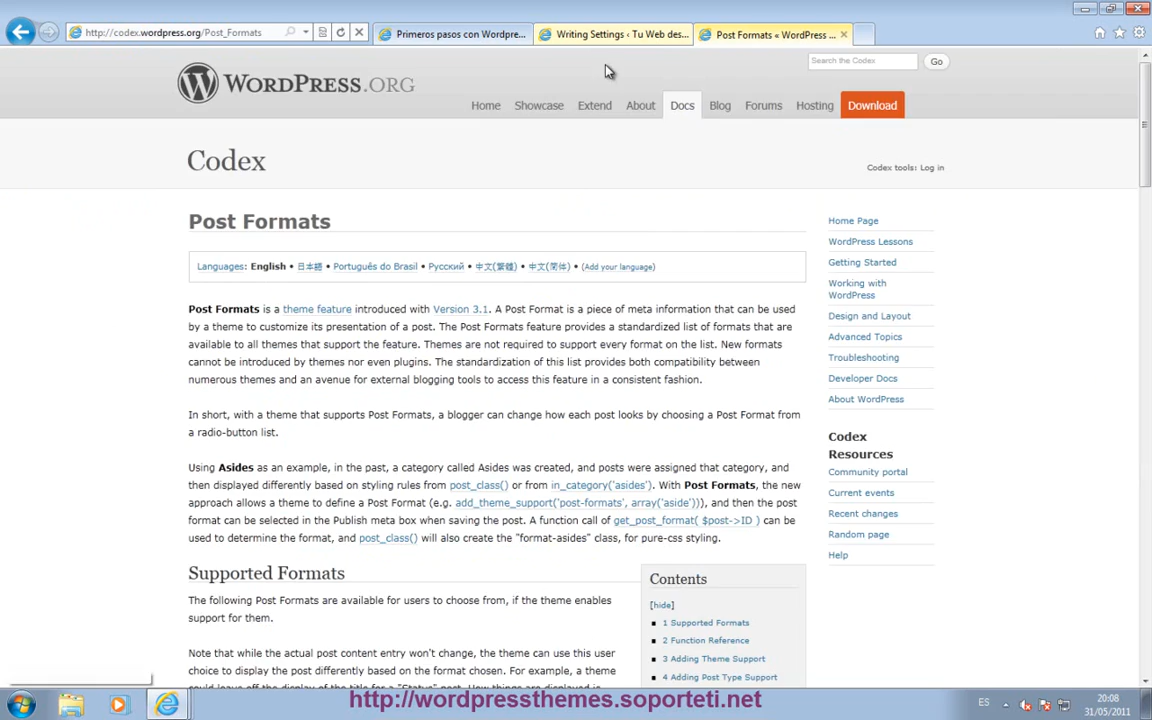 http://codex.wordpress.org/Post_Formats
Primeros pasos con Wordpre...
Writing Settings ‹ Tu Web des...
Post Formats « WordPress ...
WORDPRESS.ORG
Search the Codex
Go
Home
Showcase
Extend
About
Docs
Blog
Forums
Hosting
Download
Codex
Codex tools: Log in
Post Formats
Languages: English • 日本語 • Português do Brasil • Русский • 中文(繁體) • 中文(简体) • (Add your language)
Post Formats is a theme feature introduced with Version 3.1. A Post Format is a piece of meta information that can be used
by a theme to customize its presentation of a post. The Post Formats feature provides a standardized list of formats that are
available to all themes that support the feature. Themes are not required to support every format on the list. New formats
cannot be introduced by themes nor even plugins. The standardization of this list provides both compatibility between
numerous themes and an avenue for external blogging tools to access this feature in a consistent fashion.
In short, with a theme that supports Post Formats, a blogger can change how each post looks by choosing a Post Format from
a radio-button list.
Using Asides as an example, in the past, a category called Asides was created, and posts were assigned that category, and
then displayed differently based on styling rules from post_class() or from in_category('asides'). With Post Formats, the new
approach allows a theme to define a Post Format (e.g. add_theme_support('post-formats', array('aside'))), and then the post
format can be selected in the Publish meta box when saving the post. A function call of get_post_format( $post->ID ) can be
used to determine the format, and post_class() will also create the "format-asides" class, for pure-css styling.
Supported Formats
The following Post Formats are available for users to choose from, if the theme enables
support for them.
Note that while the actual post content entry won't change, the theme can use this user
choice to display the post differently based on the format chosen. For example, a theme
could leave off the display of the title for a "Status" post. How things are displayed is
Contents
[hide]
1 Supported Formats
2 Function Reference
3 Adding Theme Support
4 Adding Post Type Support
Home Page
WordPress Lessons
Getting Started
Working with
WordPress
Design and Layout
Advanced Topics
Troubleshooting
Developer Docs
About WordPress
Codex
Resources
Community portal
Current events
Recent changes
Random page
Help
http://wordpressthemes.soporteti.net
ES
20:08
31/05/2011